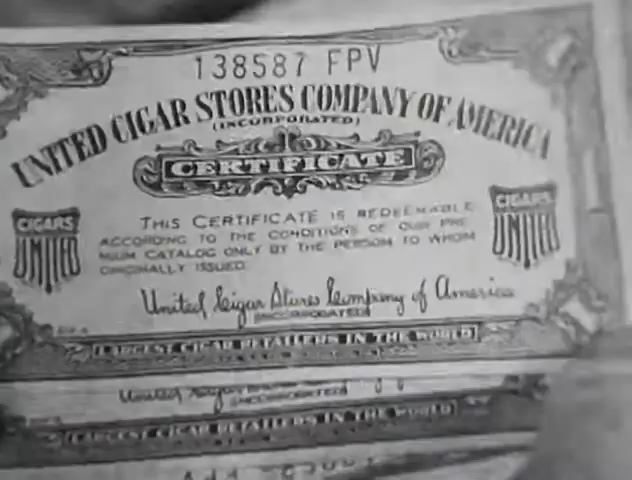 138587 FPV
UNITED CIGAR STORES COMPANY OF AMERICA
(INCORPORATED)
CERTIFICATE
CIGARS
UNITED
THIS CERTIFICATE IS REDEEMABLE
ACCORDING TO THE CONDITIONS OF OUR PRE
MIUM CATALOG ONLY BY THE PERSON TO WHOM
ORIGINALLY ISSUED
CIGARS
UNITED
United Cigar Stores Company of America
(INCORPORATED)
LARGEST CIGAR RETAILERS IN THE WORLD
United
(INCORPORATED)
LARGEST CIGAR RETAILERS IN THE WORLD